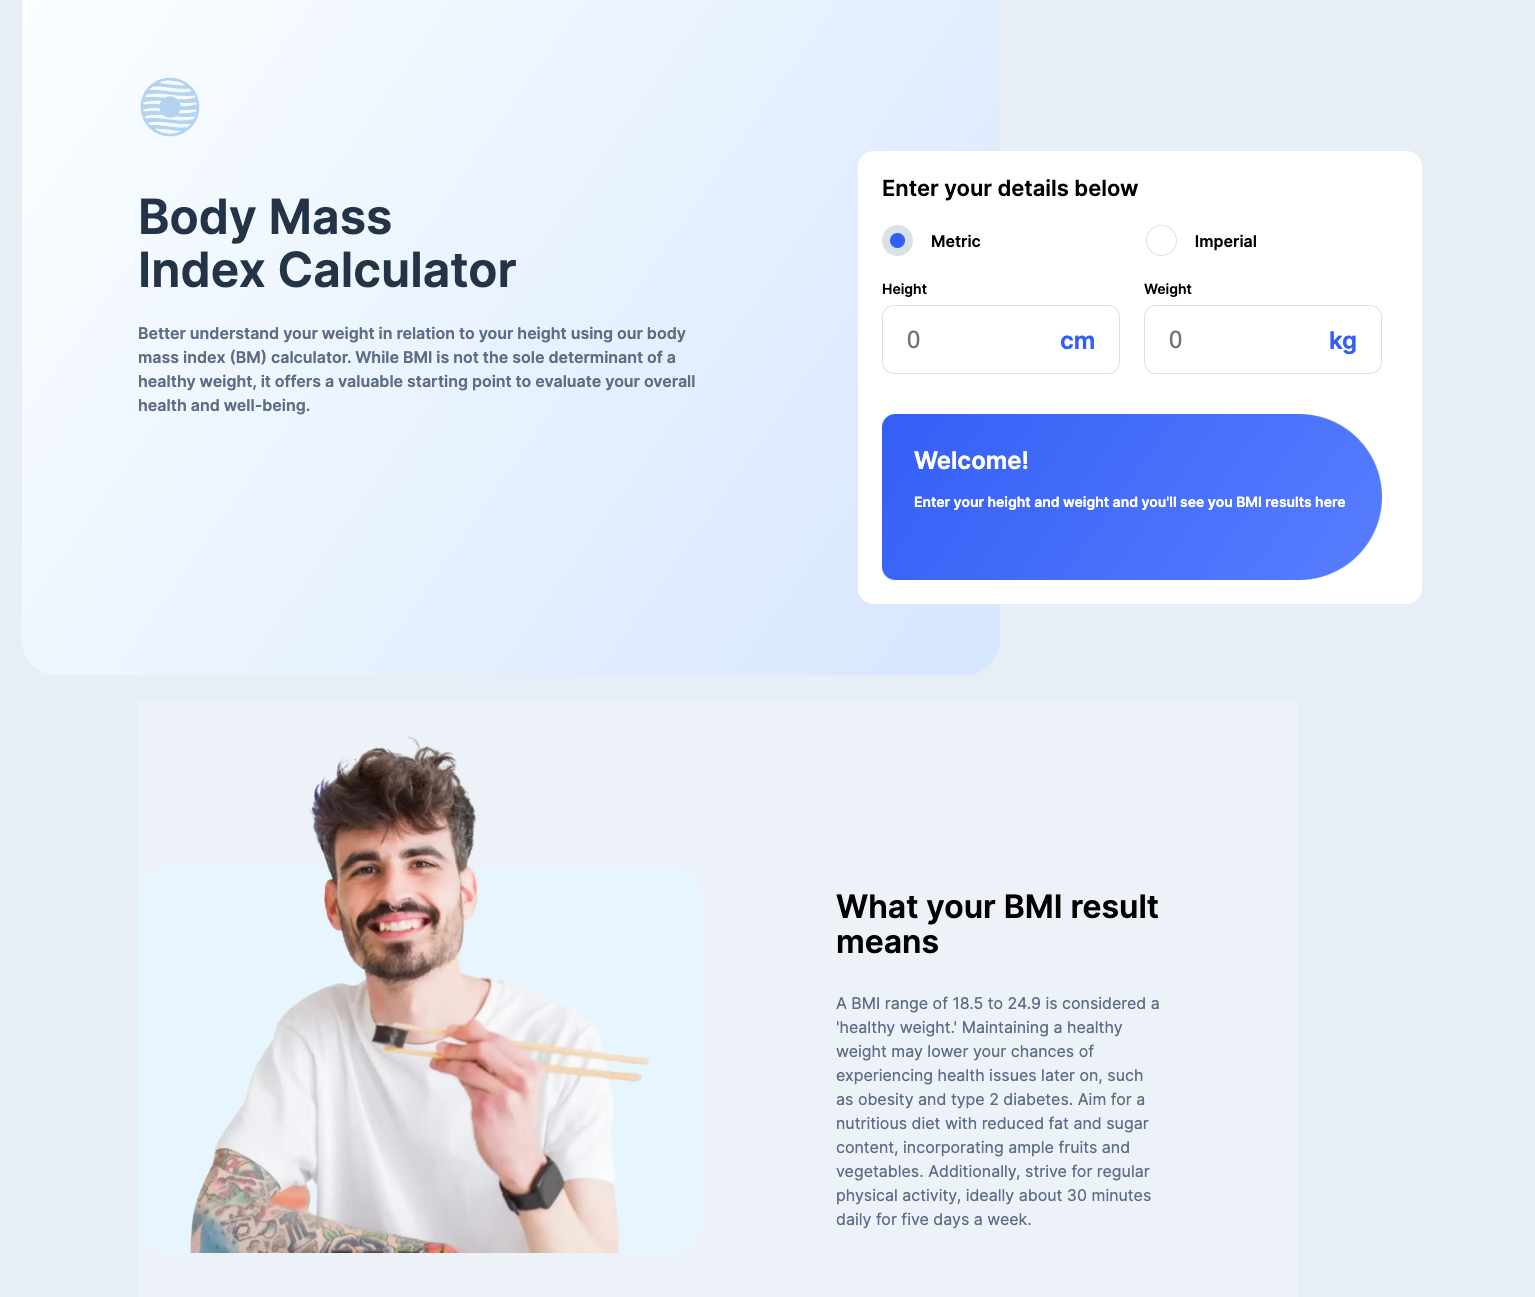 Body Mass
Index Calculator
Better understand your weight in relation to your height using our body
mass index (BM) calculator. While BMI is not the sole determinant of a
healthy weight, it offers a valuable starting point to evaluate your overall
health and well-being.
Enter your details below
Metric
Imperial
Height
Weight
0 cm
0 kg
Welcome!
Enter your height and weight and you'll see you BMI results here
What your BMI result
means
A BMI range of 18.5 to 24.9 is considered a
'healthy weight.' Maintaining a healthy
weight may lower your chances of
experiencing health issues later on, such
as obesity and type 2 diabetes. Aim for a
nutritious diet with reduced fat and sugar
content, incorporating ample fruits and
vegetables. Additionally, strive for regular
physical activity, ideally about 30 minutes
daily for five days a week.